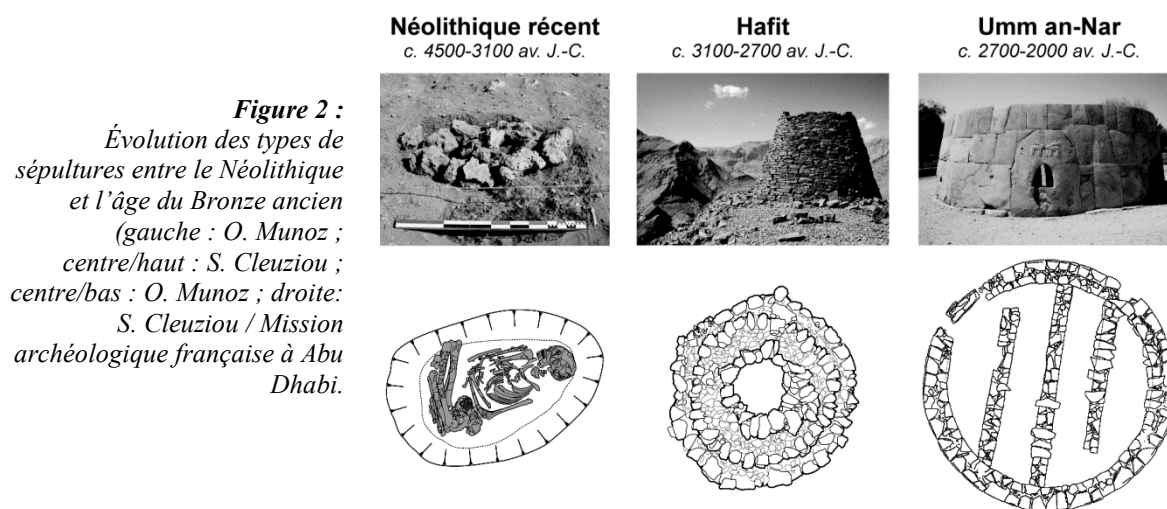 Néolithique récent
c. 4500-3100 av. J.-C.
Hafit
c. 3100-2700 av. J.-C.
Umm an-Nar
c. 2700-2000 av. J.-C.
Figure 2 :
Évolution des types de
sépultures entre le Néolithique
et l’âge du Bronze ancien
(gauche : O. Munoz ;
centre/haut : S. Cleuziou ;
centre/bas : O. Munoz ; droite:
S. Cleuziou / Mission
archéologique française à Abu
Dhabi.